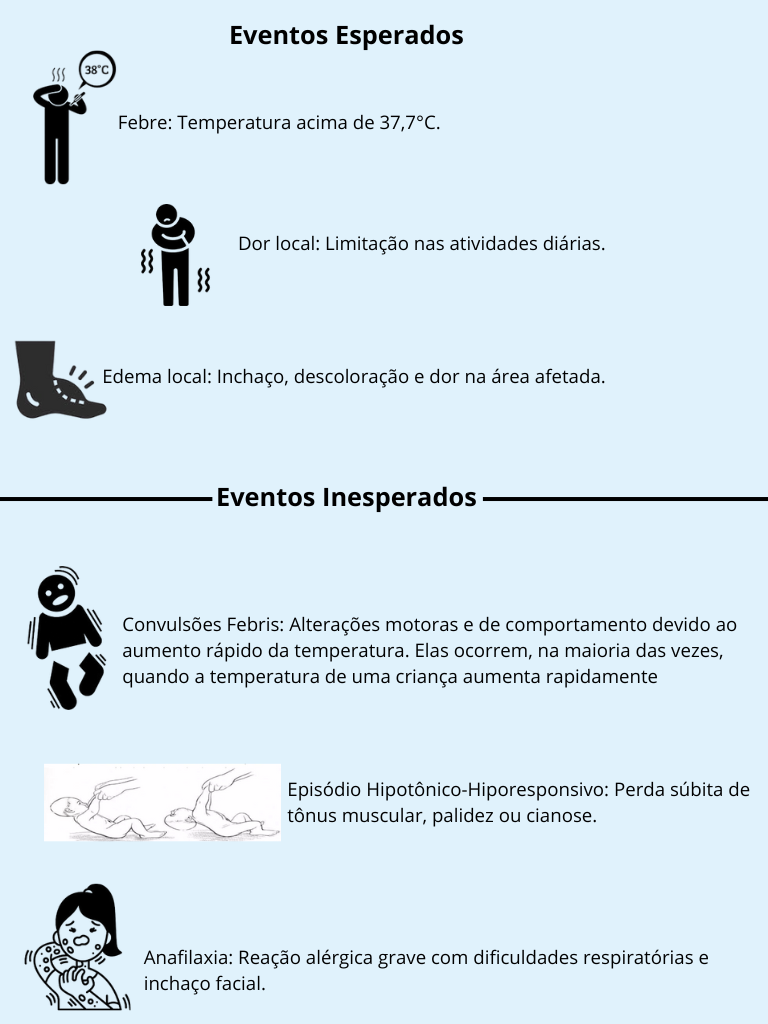 Eventos Esperados
38°C
Febre: Temperatura acima de 37,7°C.
Dor local: Limitação nas atividades diárias.
Edema local: Inchaço, descoloração e dor na área afetada.
Eventos Inesperados
Convulsões Febris: Alterações motoras e de comportamento devido ao
aumento rápido da temperatura. Elas ocorrem, na maioria das vezes,
quando a temperatura de uma criança aumenta rapidamente
Episódio Hipotônico-Hiporesponsivo: Perda súbita de
tônus muscular, palidez ou cianose.
Anafilaxia: Reação alérgica grave com dificuldades respiratórias e
inchaço facial.